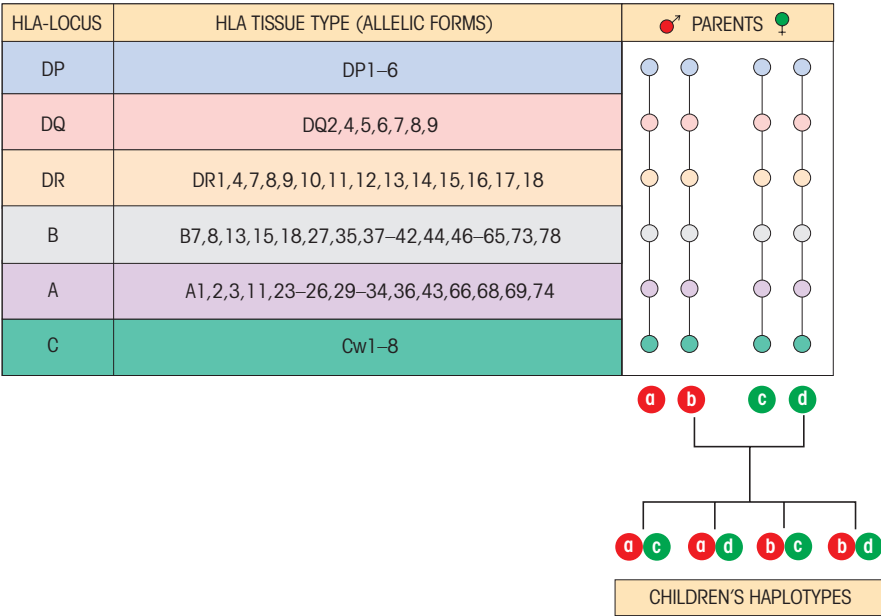 HLA-LOCUS HLA TISSUE TYPE (ALLELIC FORMS) ♂ PARENTS ♀
DP DP1–6
DQ DQ2,4,5,6,7,8,9
DR DR1,4,7,8,9,10,11,12,13,14,15,16,17,18
B B7,8,13,15,18,27,35,37–42,44,46–65,73,78
A A1,2,3,11,23–26,29–34,36,43,66,68,69,74
C Cw1–8
a b c d
a c a d b c b d
CHILDREN'S HAPLOTYPES